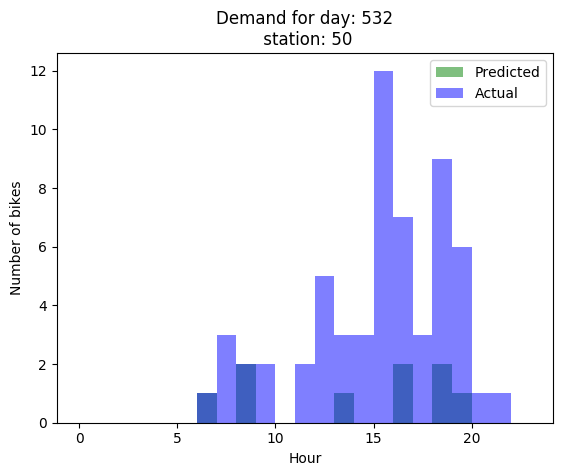 Demand for day: 532
station: 50
Predicted
Actual
Number of bikes
12
10
8
6
4
2
0
0
5
10
15
20
Hour